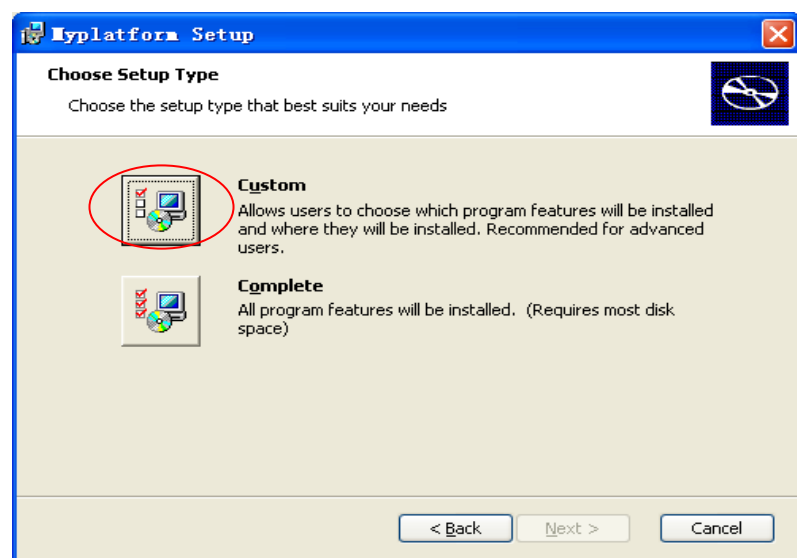 Myplatform Setup
Choose Setup Type
Choose the setup type that best suits your needs
Custom
Allows users to choose which program features will be installed
and where they will be installed. Recommended for advanced
users.
Complete
All program features will be installed. (Requires most disk
space)
< Back
Next >
Cancel